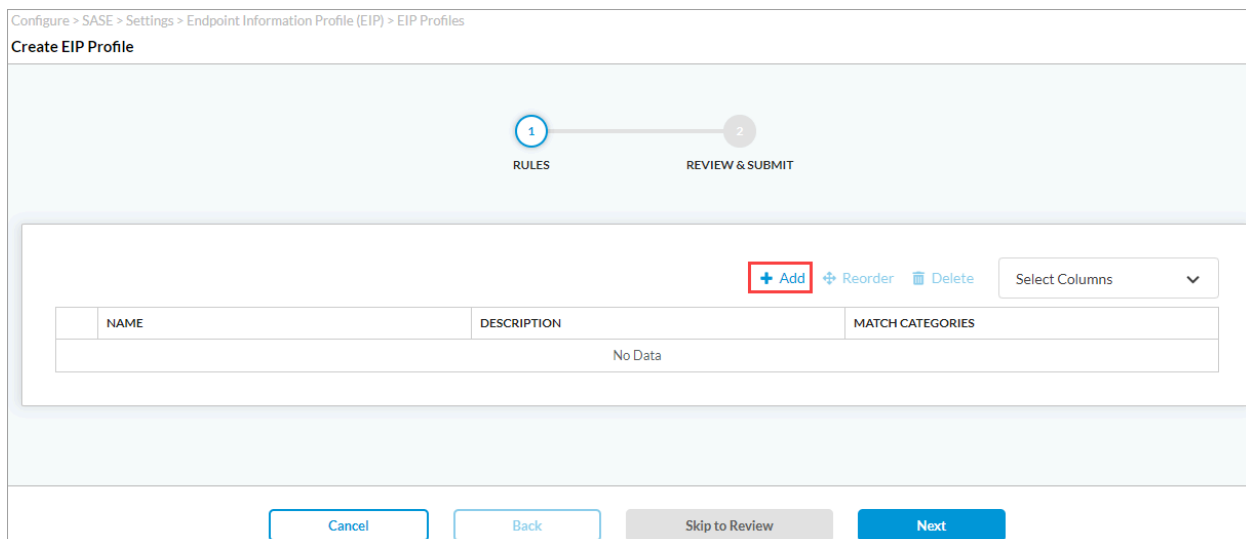 Configure > SASE > Settings > Endpoint Information Profile (EIP) > EIP Profiles
Create EIP Profile
1 2
RULES REVIEW & SUBMIT
+ Add Reorder Delete Select Columns
NAME DESCRIPTION MATCH CATEGORIES
No Data
Cancel Back Skip to Review Next